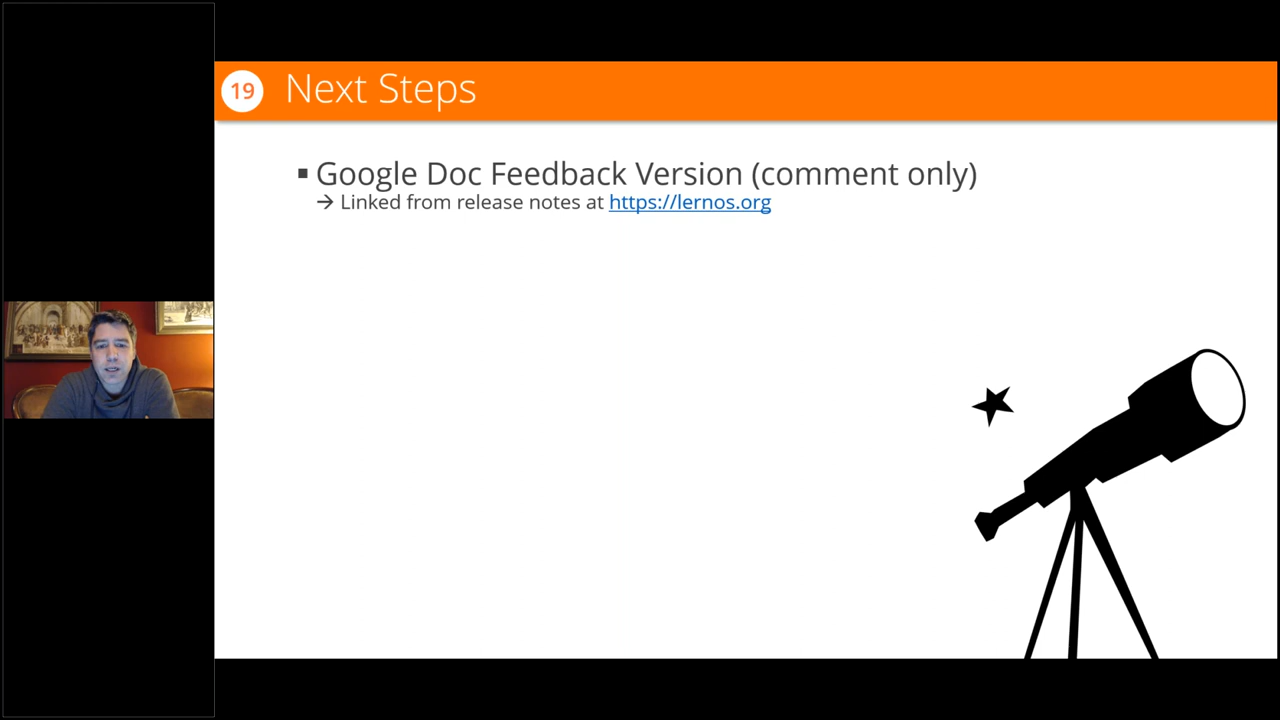 19 Next Steps
▪ Google Doc Feedback Version (comment only)
→ Linked from release notes at https://lernos.org